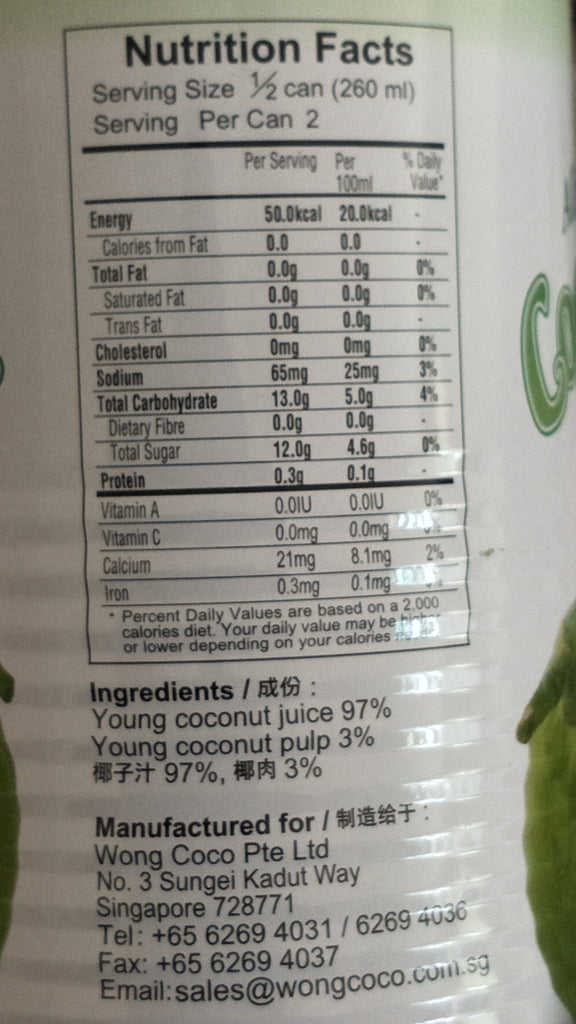 Nutrition Facts
Serving Size ½ can (260 ml)
Serving Per Can 2
Per Serving Per 100ml % Daily Value*
Energy 50.0kcal 20.0kcal -
Calories from Fat 0.0 0.0 -
Total Fat 0.0g 0.0g 0%
Saturated Fat 0.0g 0.0g 0%
Trans Fat 0.0g 0.0g -
Cholesterol 0mg 0mg 0%
Sodium 65mg 25mg 3%
Total Carbohydrate 13.0g 5.0g 4%
Dietary Fibre 0.0g 0.0g -
Total Sugar 12.0g 4.6g 0%
Protein 0.3g 0.1g -
Vitamin A 0.0IU 0.0IU 0%
Vitamin C 0.0mg 0.0mg
Calcium 21mg 8.1mg 2%
Iron 0.3mg 0.1mg
* Percent Daily Values are based on a 2,000
calories diet. Your daily value may be higher
or lower depending on your calories
Ingredients / 成份 :
Young coconut juice 97%
Young coconut pulp 3%
椰子汁 97%, 椰肉 3%
Manufactured for / 制造给于 :
Wong Coco Pte Ltd
No. 3 Sungei Kadut Way
Singapore 728771
Tel: +65 6269 4031 / 6269 4036
Fax: +65 6269 4037
Email: sales@wongcoco.com.sg
Co